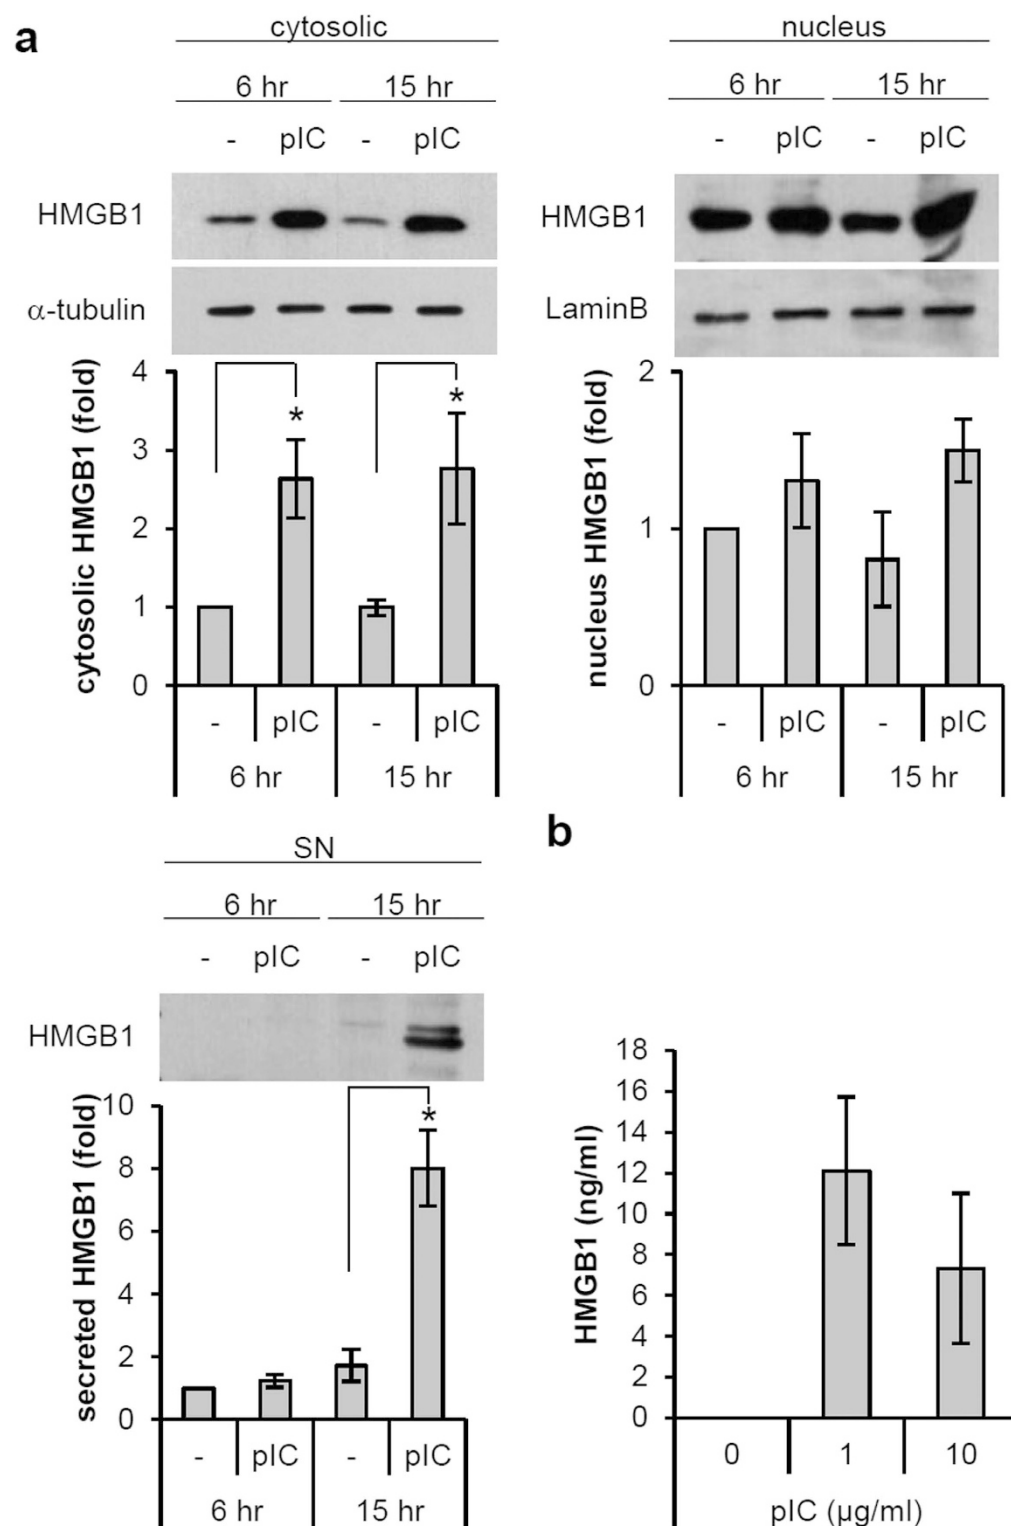 a
cytosolic
6 hr 15 hr
- pIC - pIC
HMGB1
α-tubulin
cytosolic HMGB1 (fold)
4
3
2
1
0
- pIC - pIC
6 hr 15 hr
nucleus
6 hr 15 hr
- pIC - pIC
HMGB1
LaminB
nucleus HMGB1 (fold)
2
1
0
- pIC - pIC
6 hr 15 hr
* *
SN
6 hr 15 hr
- pIC - pIC
HMGB1
secreted HMGB1 (fold)
10
8
6
4
2
0
*
- pIC - pIC
6 hr 15 hr
b
HMGB1 (ng/ml)
18
16
14
12
10
8
6
4
2
0
0 1 10
pIC (µg/ml)